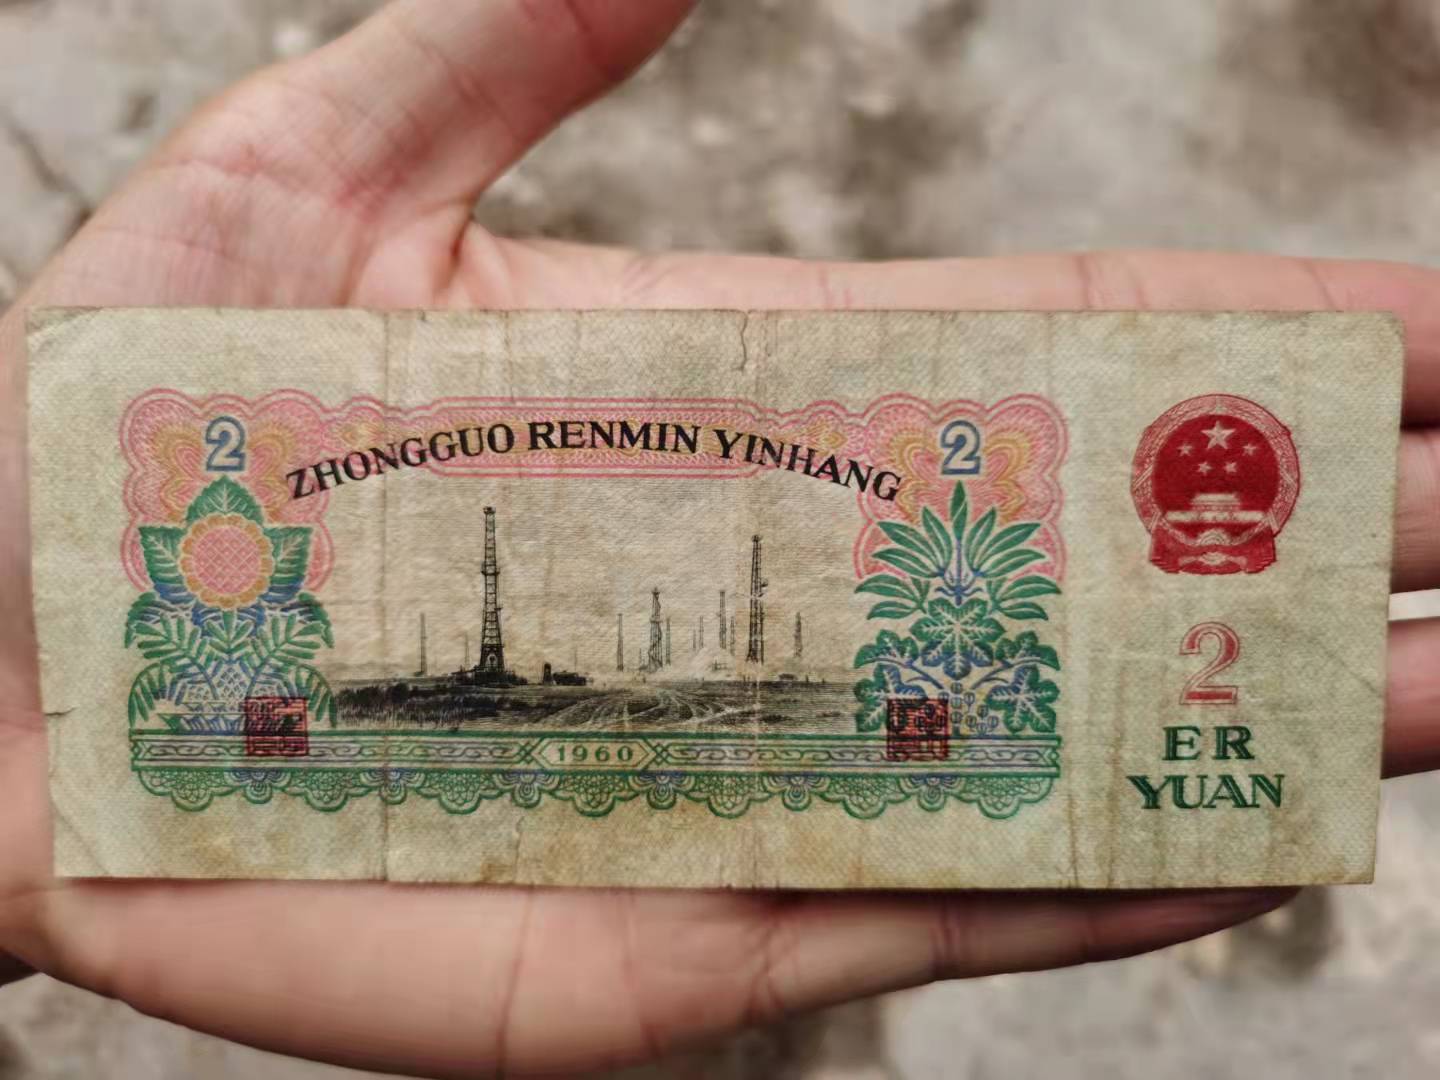 2
ZHONGGUO RENMIN YINHANG
2
1960
2
ER
YUAN